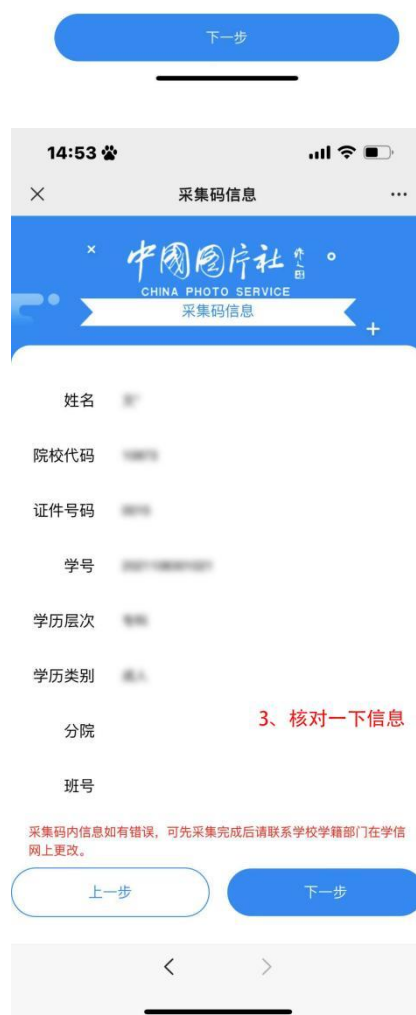 下一步
14:53
采集码信息
中國图片社
CHINA PHOTO SERVICE
采集码信息
姓名
院校代码
证件号码
学号
学历层次
学历类别
分院
3、核对一下信息
班号
采集码内信息如有错误，可先采集完成后请联系学校学籍部门在学信
网上更改。
上一步
下一步